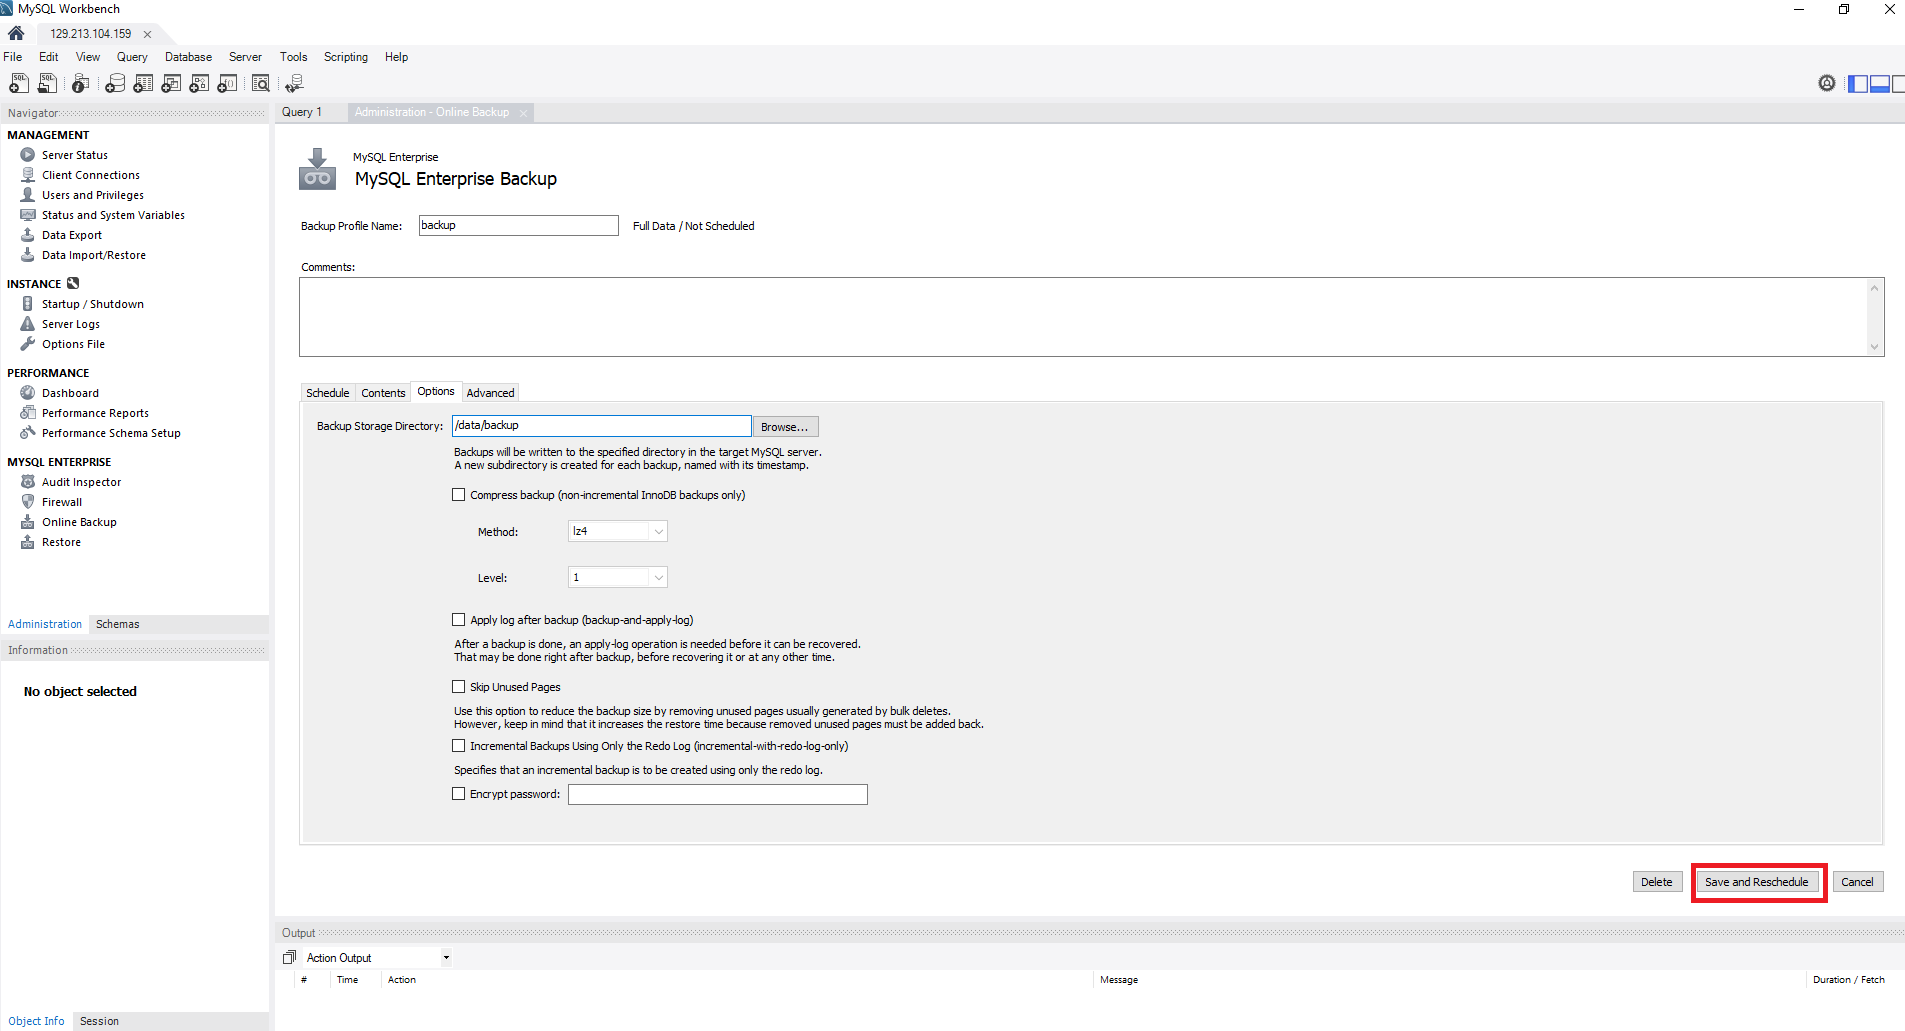 MySQL Workbench
129.213.104.159
File Edit View Query Database Server Tools Scripting Help
Navigator
MANAGEMENT
Server Status
Client Connections
Users and Privileges
Status and System Variables
Data Export
Data Import/Restore
INSTANCE
Startup / Shutdown
Server Logs
Options File
PERFORMANCE
Dashboard
Performance Reports
Performance Schema Setup
MYSQL ENTERPRISE
Audit Inspector
Firewall
Online Backup
Restore
Administration Schemas
Information
No object selected
Object Info Session
Query 1 Administration - Online Backup
MySQL Enterprise
MySQL Enterprise Backup
Backup Profile Name: backup Full Data / Not Scheduled
Comments:
Schedule Contents Options Advanced
Backup Storage Directory: /data/backup Browse...
Backups will be written to the specified directory in the target MySQL server.
A new subdirectory is created for each backup, named with its timestamp.
Compress backup (non-incremental InnoDB backups only)
Method: lz4
Level: 1
Apply log after backup (backup-and-apply-log)
After a backup is done, an apply-log operation is needed before it can be recovered.
That may be done right after backup, before recovering it or at any other time.
Skip Unused Pages
Use this option to reduce the backup size by removing unused pages usually generated by bulk deletes.
However, keep in mind that it increases the restore time because removed unused pages must be added back.
Incremental Backups Using Only the Redo Log (incremental-with-redo-log-only)
Specifies that an incremental backup is to be created using only the redo log.
Encrypt password:
Delete Save and Reschedule Cancel
Output
Action Output
# Time Action Message Duration / Fetch